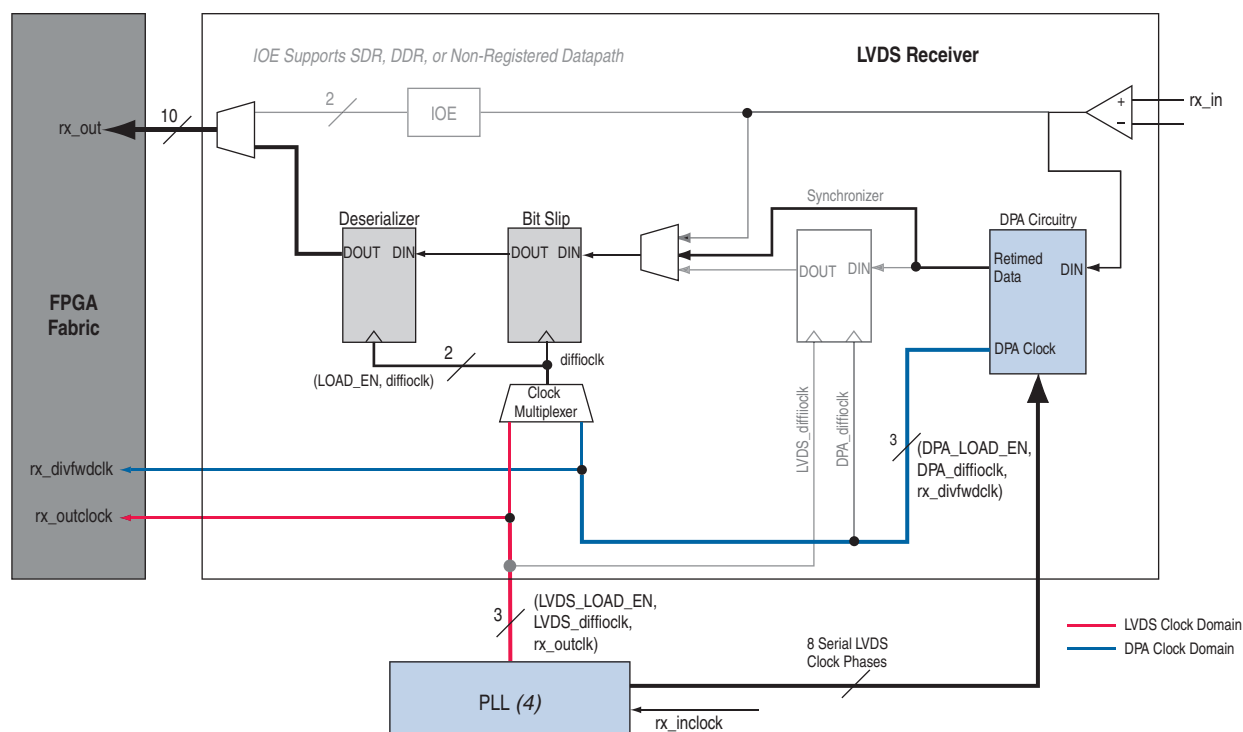 IOE Supports SDR, DDR, or Non-Registered Datapath
LVDS Receiver
2
IOE
+
–
rx_in
10
rx_out
Synchronizer
Deserializer
Bit Slip
DPA Circuitry
DOUT
DIN
DOUT
DIN
DOUT
DIN
Retimed
Data
DIN
FPGA
Fabric
DPA Clock
2
diffioclk
(LOAD_EN, diffioclk)
Clock
Multiplexer
LVDS_diffiioclk
DPA_diffioclk
3
(DPA_LOAD_EN,
DPA_diffioclk,
rx_divfwdclk)
rx_divfwdclk
rx_outclock
3
(LVDS_LOAD_EN,
LVDS_diffioclk,
rx_outclk)
LVDS Clock Domain
DPA Clock Domain
8 Serial LVDS
Clock Phases
PLL (4)
rx_inclock